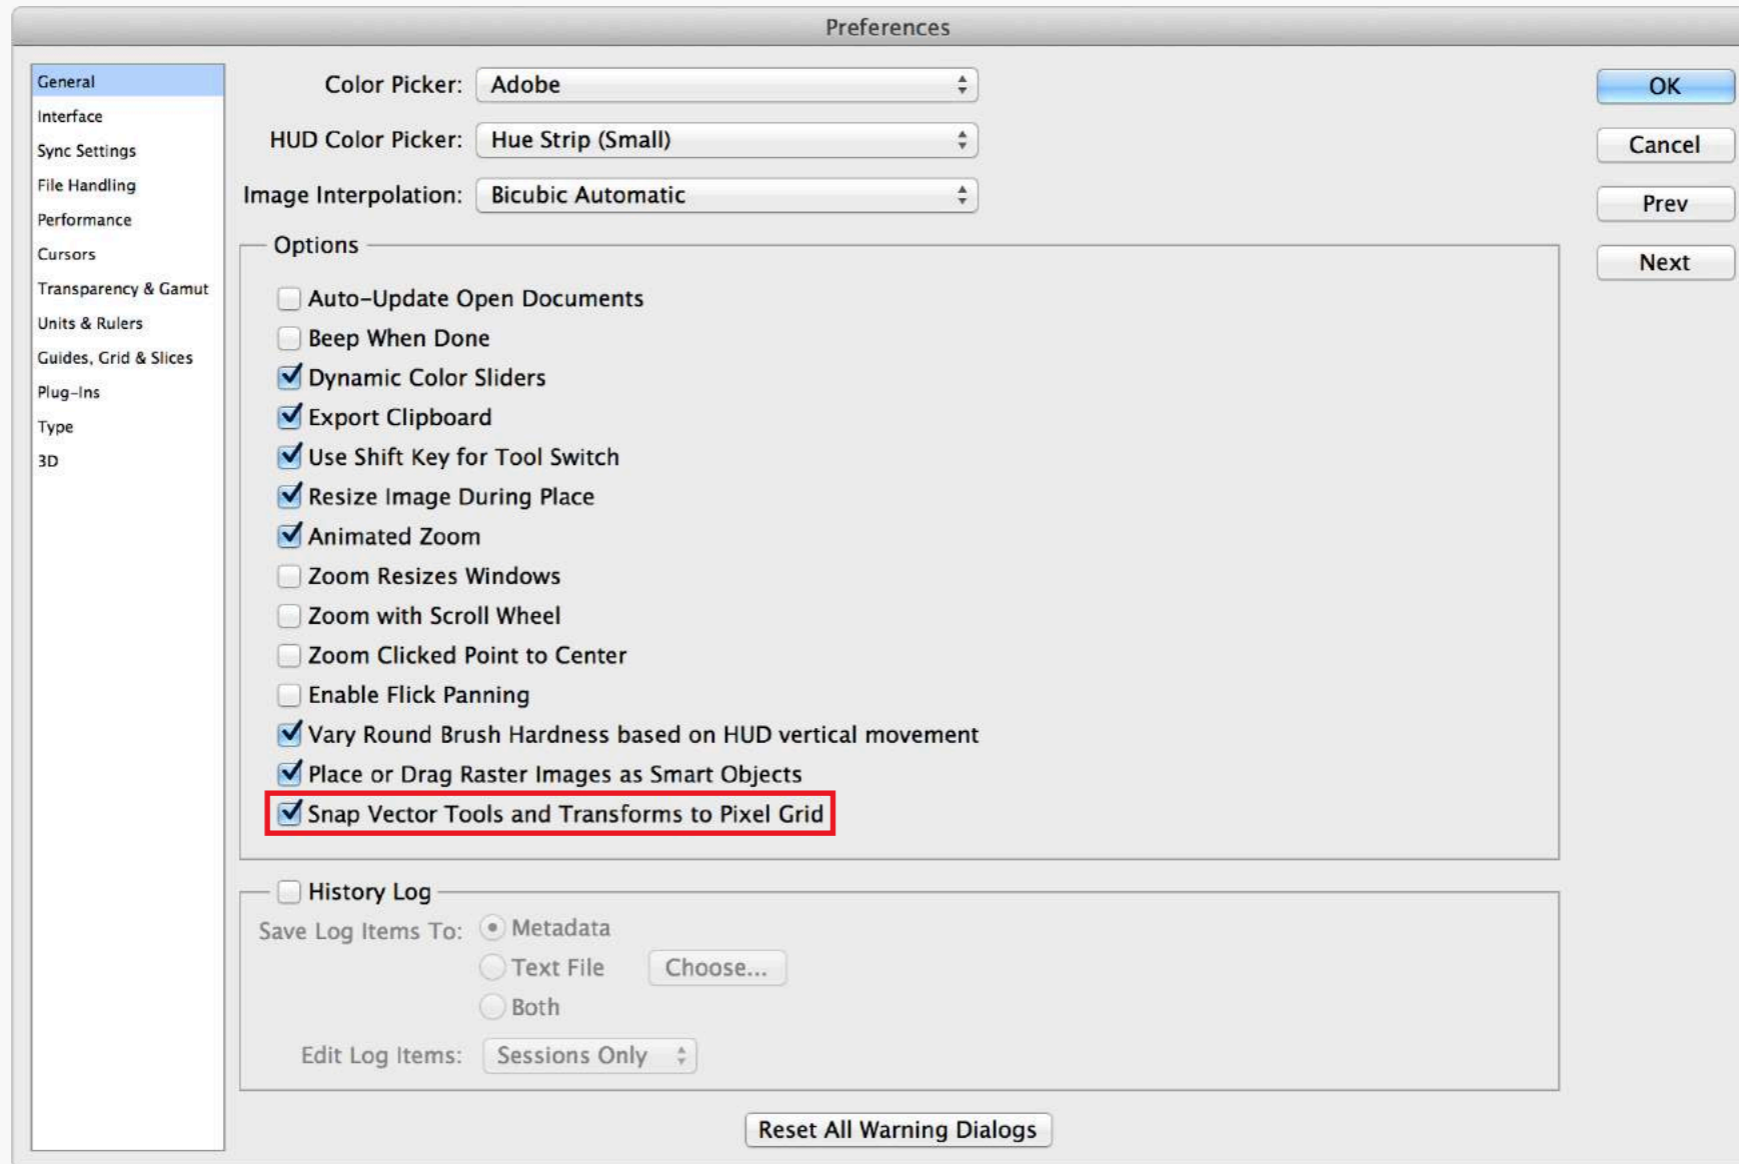 Preferences
General
Interface
Sync Settings
File Handling
Performance
Cursors
Transparency & Gamut
Units & Rulers
Guides, Grid & Slices
Plug-Ins
Type
3D
Color Picker: Adobe
HUD Color Picker: Hue Strip (Small)
Image Interpolation: Bicubic Automatic
Options
Auto-Update Open Documents
Beep When Done
Dynamic Color Sliders
Export Clipboard
Use Shift Key for Tool Switch
Resize Image During Place
Animated Zoom
Zoom Resizes Windows
Zoom with Scroll Wheel
Zoom Clicked Point to Center
Enable Flick Panning
Vary Round Brush Hardness based on HUD vertical movement
Place or Drag Raster Images as Smart Objects
Snap Vector Tools and Transforms to Pixel Grid
History Log
Save Log Items To: Metadata
Text File Choose...
Both
Edit Log Items: Sessions Only
Reset All Warning Dialogs
OK
Cancel
Prev
Next